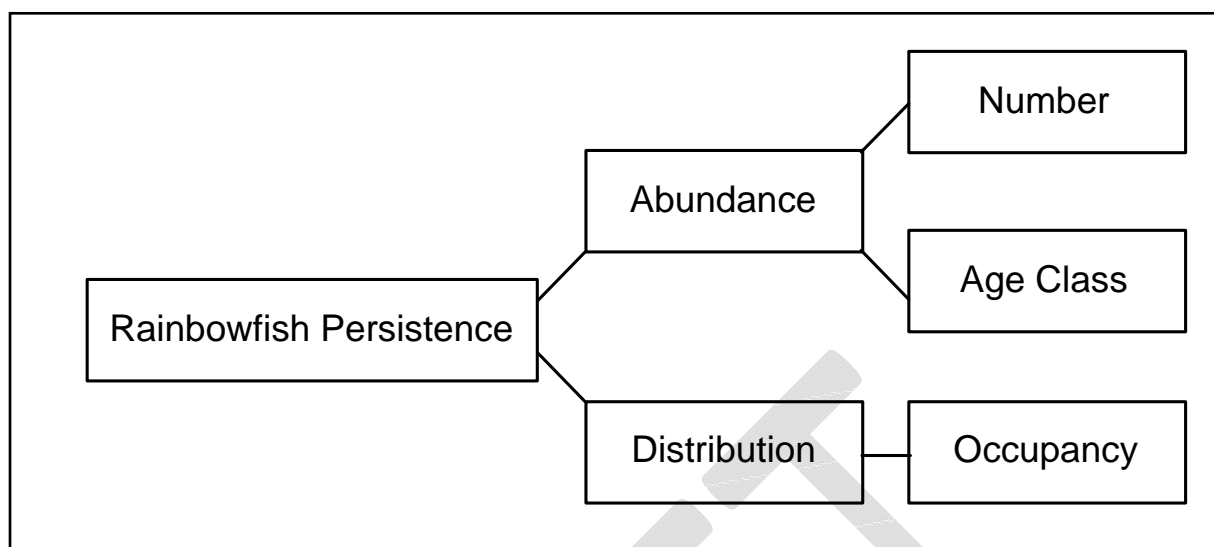 Number
Abundance
Age Class
Rainbowfish Persistence
Distribution
Occupancy